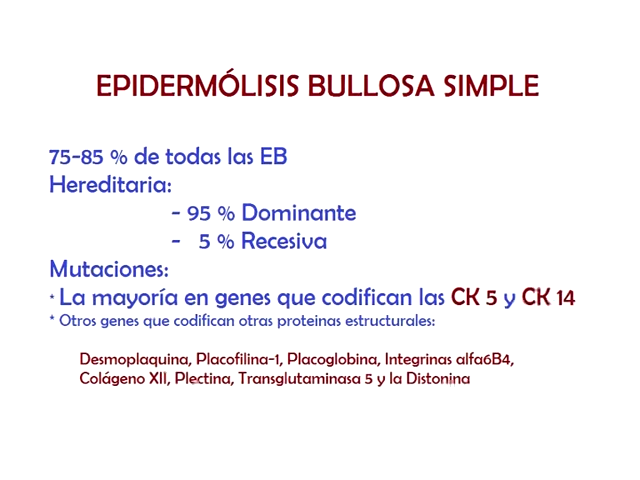 EPIDERMÓLISIS BULLOSA SIMPLE
75-85 % de todas las EB
Hereditaria:
- 95 % Dominante
- 5 % Recesiva
Mutaciones:
* La mayoría en genes que codifican las CK 5 y CK 14
* Otros genes que codifican otras proteinas estructurales:
Desmoplaquina, Placofilina-1, Placoglobina, Integrinas alfa6B4,
Colágeno XII, Plectina, Transglutaminasa 5 y la Distonina